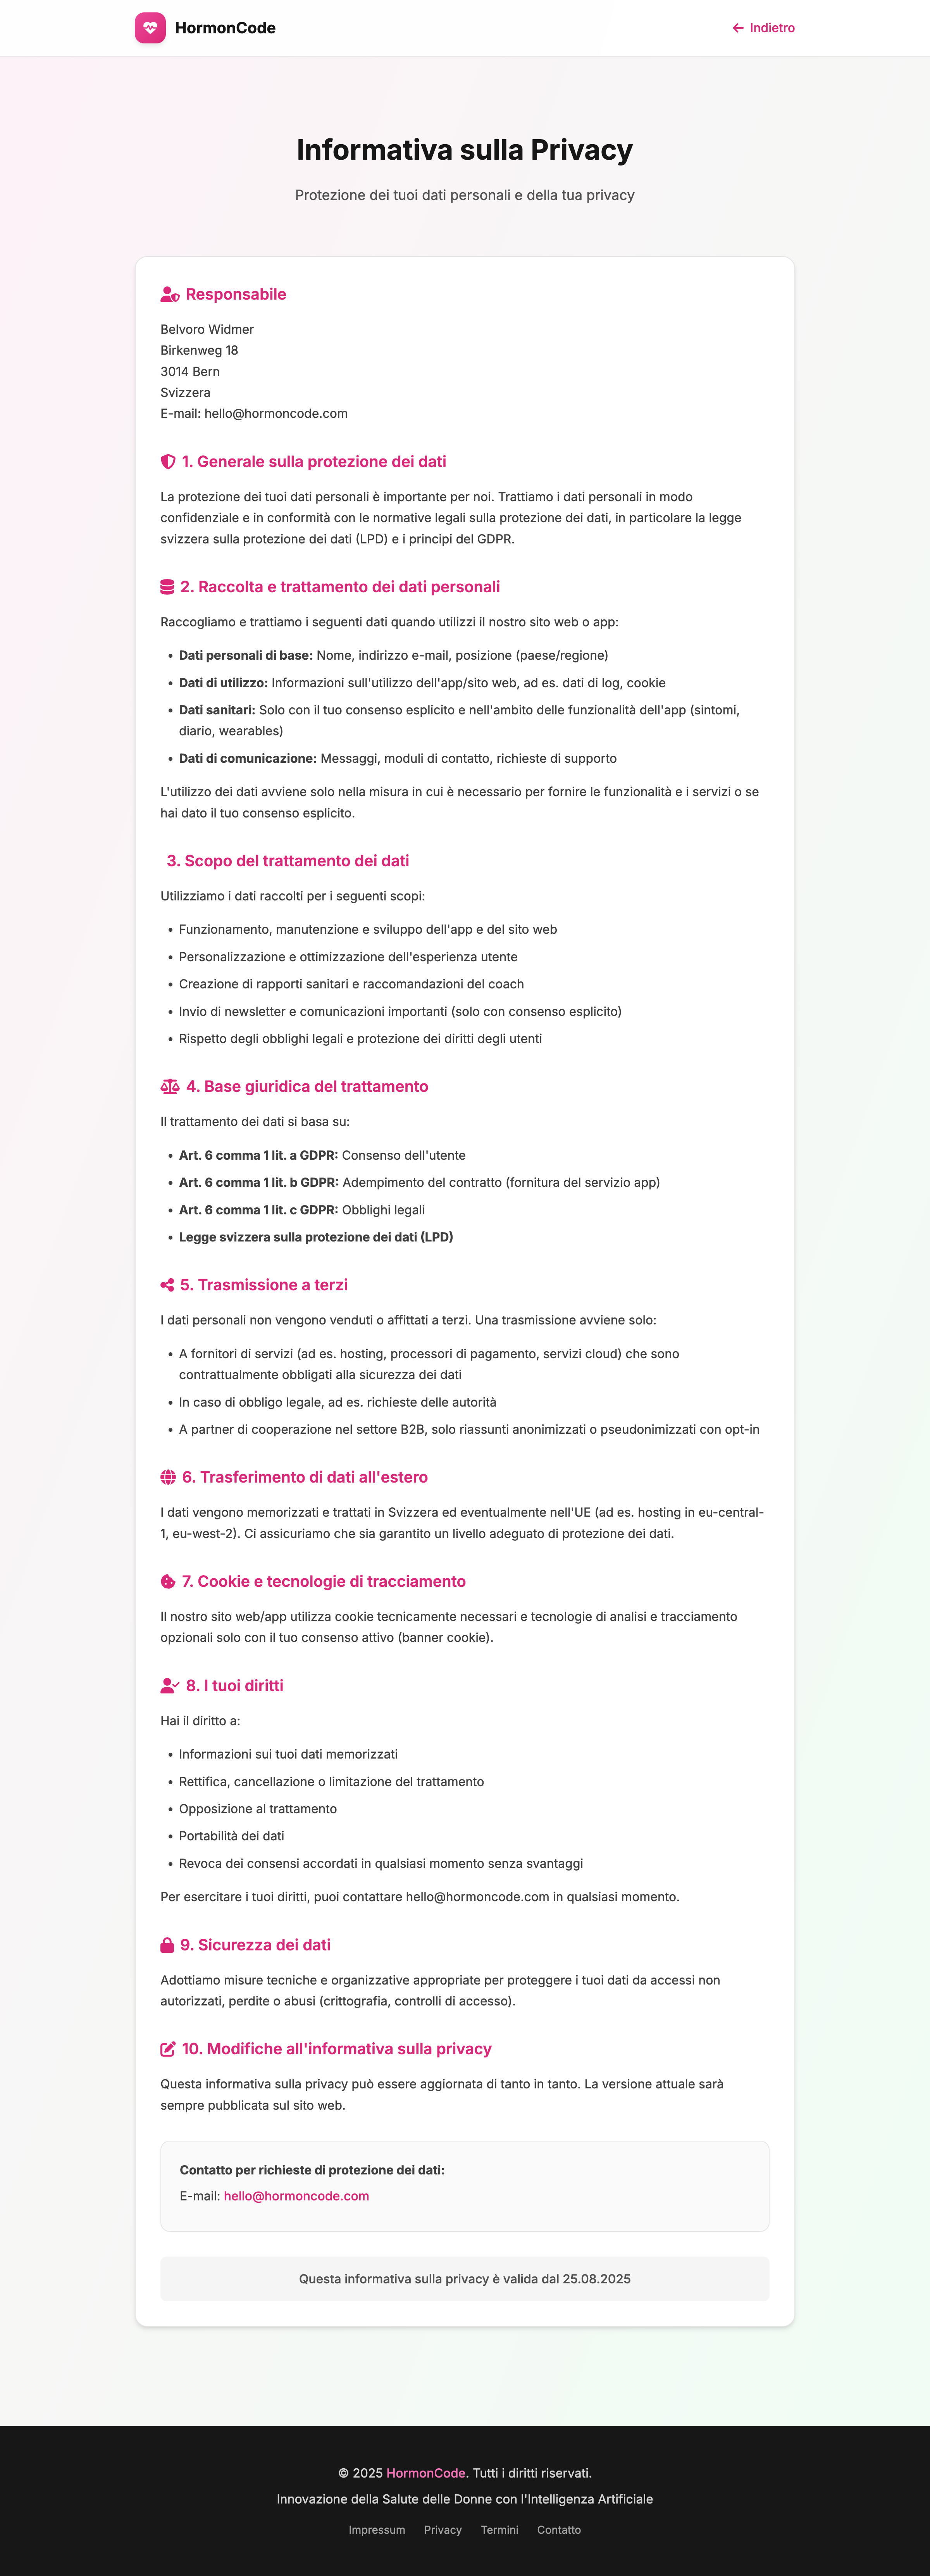 HormonCode
Indietro
Informativa sulla Privacy
Protezione dei tuoi dati personali e della tua privacy
Responsabile
Belvoro Widmer
Birkenweg 18
3014 Bern
Svizzera
E-mail: hello@hormoncode.com
1. Generale sulla protezione dei dati
La protezione dei tuoi dati personali è importante per noi. Trattiamo i dati personali in modo
confidenziale e in conformità con le normative legali sulla protezione dei dati, in particolare la legge
svizzera sulla protezione dei dati (LPD) e i principi del GDPR.
2. Raccolta e trattamento dei dati personali
Raccogliamo e trattiamo i seguenti dati quando utilizzi il nostro sito web o app:
• Dati personali di base: Nome, indirizzo e-mail, posizione (paese/regione)
• Dati di utilizzo: Informazioni sull'utilizzo dell'app/sito web, ad es. dati di log, cookie
• Dati sanitari: Solo con il tuo consenso esplicito e nell'ambito delle funzionalità dell'app (sintomi,
diario, wearables)
• Dati di comunicazione: Messaggi, moduli di contatto, richieste di supporto
L'utilizzo dei dati avviene solo nella misura in cui è necessario per fornire le funzionalità e i servizi o se
hai dato il tuo consenso esplicito.
3. Scopo del trattamento dei dati
Utilizziamo i dati raccolti per i seguenti scopi:
• Funzionamento, manutenzione e sviluppo dell'app e del sito web
• Personalizzazione e ottimizzazione dell'esperienza utente
• Creazione di rapporti sanitari e raccomandazioni del coach
• Invio di newsletter e comunicazioni importanti (solo con consenso esplicito)
• Rispetto degli obblighi legali e protezione dei diritti degli utenti
4. Base giuridica del trattamento
Il trattamento dei dati si basa su:
• Art. 6 comma 1 lit. a GDPR: Consenso dell'utente
• Art. 6 comma 1 lit. b GDPR: Adempimento del contratto (fornitura del servizio app)
• Art. 6 comma 1 lit. c GDPR: Obblighi legali
• Legge svizzera sulla protezione dei dati (LPD)
5. Trasmissione a terzi
I dati personali non vengono venduti o affittati a terzi. Una trasmissione avviene solo:
• A fornitori di servizi (ad es. hosting, processori di pagamento, servizi cloud) che sono
contrattualmente obbligati alla sicurezza dei dati
• In caso di obbligo legale, ad es. richieste delle autorità
• A partner di cooperazione nel settore B2B, solo riassunti anonimizzati o pseudonimizzati con opt-in
6. Trasferimento di dati all'estero
I dati vengono memorizzati e trattati in Svizzera ed eventualmente nell'UE (ad es. hosting in eu-central-
1, eu-west-2). Ci assicuriamo che sia garantito un livello adeguato di protezione dei dati.
7. Cookie e tecnologie di tracciamento
Il nostro sito web/app utilizza cookie tecnicamente necessari e tecnologie di analisi e tracciamento
opzionali solo con il tuo consenso attivo (banner cookie).
8. I tuoi diritti
Hai il diritto a:
• Informazioni sui tuoi dati memorizzati
• Rettifica, cancellazione o limitazione del trattamento
• Opposizione al trattamento
• Portabilità dei dati
• Revoca dei consensi accordati in qualsiasi momento senza svantaggi
Per esercitare i tuoi diritti, puoi contattare hello@hormoncode.com in qualsiasi momento.
9. Sicurezza dei dati
Adottiamo misure tecniche e organizzative appropriate per proteggere i tuoi dati da accessi non
autorizzati, perdite o abusi (crittografia, controlli di accesso).
10. Modifiche all'informativa sulla privacy
Questa informativa sulla privacy può essere aggiornata di tanto in tanto. La versione attuale sarà
sempre pubblicata sul sito web.
Contatto per richieste di protezione dei dati:
E-mail: hello@hormoncode.com
Questa informativa sulla privacy è valida dal 25.08.2025
© 2025 HormonCode. Tutti i diritti riservati.
Innovazione della Salute delle Donne con l'Intelligenza Artificiale
Impressum Privacy Termini Contatto